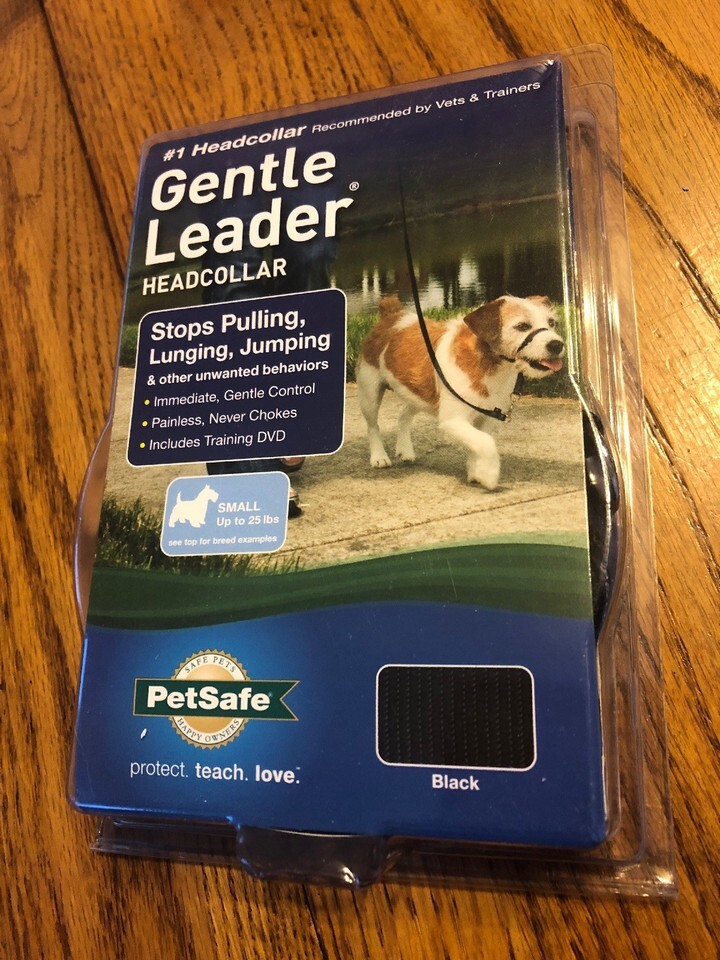 #1 Headcollar Recommended by Vets & Trainers
Gentle
Leader®
HEADCOLLAR
Stops Pulling,
Lunging, Jumping
& other unwanted behaviors
• Immediate, Gentle Control
• Painless, Never Chokes
• Includes Training DVD
SMALL
Up to 25 lbs
see top for breed examples
SAFE PETS
PetSafe®
HAPPY OWNERS
protect. teach. love.™
Black